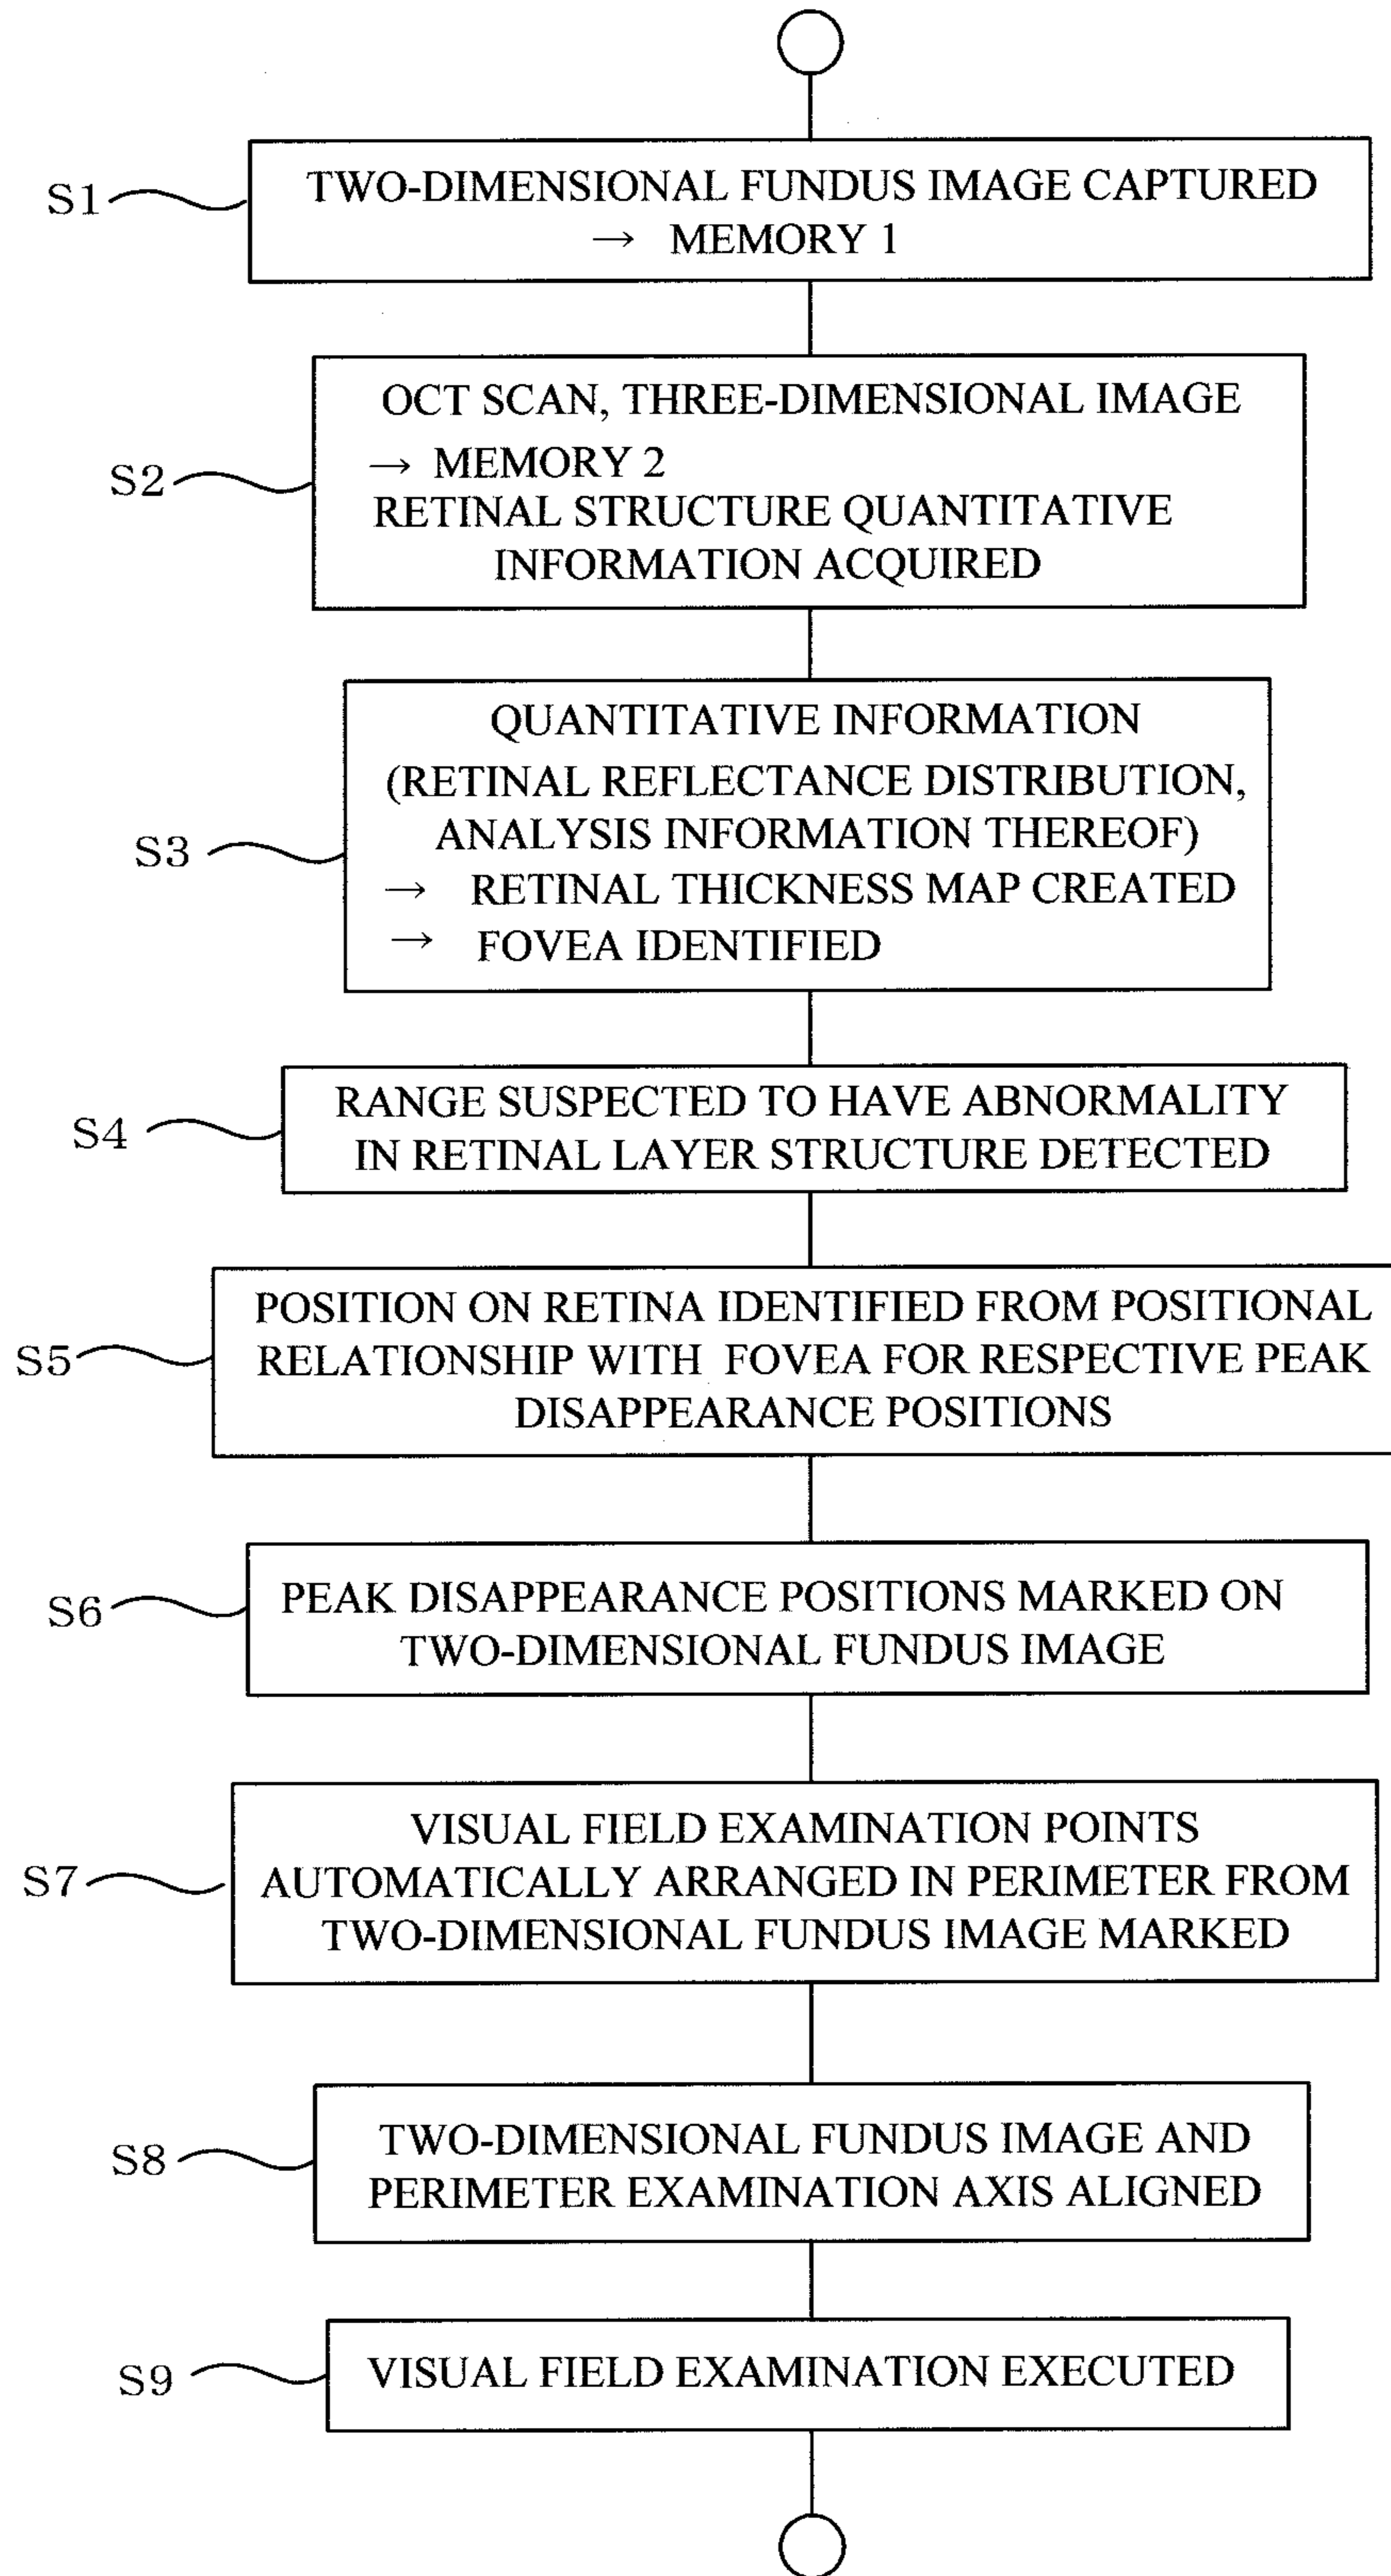 S1
TWO-DIMENSIONAL FUNDUS IMAGE CAPTURED
→ MEMORY 1
S2
OCT SCAN, THREE-DIMENSIONAL IMAGE
→ MEMORY 2
RETINAL STRUCTURE QUANTITATIVE
INFORMATION ACQUIRED
S3
QUANTITATIVE INFORMATION
(RETINAL REFLECTANCE DISTRIBUTION,
ANALYSIS INFORMATION THEREOF)
→ RETINAL THICKNESS MAP CREATED
→ FOVEA IDENTIFIED
S4
RANGE SUSPECTED TO HAVE ABNORMALITY
IN RETINAL LAYER STRUCTURE DETECTED
S5
POSITION ON RETINA IDENTIFIED FROM POSITIONAL
RELATIONSHIP WITH FOVEA FOR RESPECTIVE PEAK
DISAPPEARANCE POSITIONS
S6
PEAK DISAPPEARANCE POSITIONS MARKED ON
TWO-DIMENSIONAL FUNDUS IMAGE
S7
VISUAL FIELD EXAMINATION POINTS
AUTOMATICALLY ARRANGED IN PERIMETER FROM
TWO-DIMENSIONAL FUNDUS IMAGE MARKED
S8
TWO-DIMENSIONAL FUNDUS IMAGE AND
PERIMETER EXAMINATION AXIS ALIGNED
S9
VISUAL FIELD EXAMINATION EXECUTED